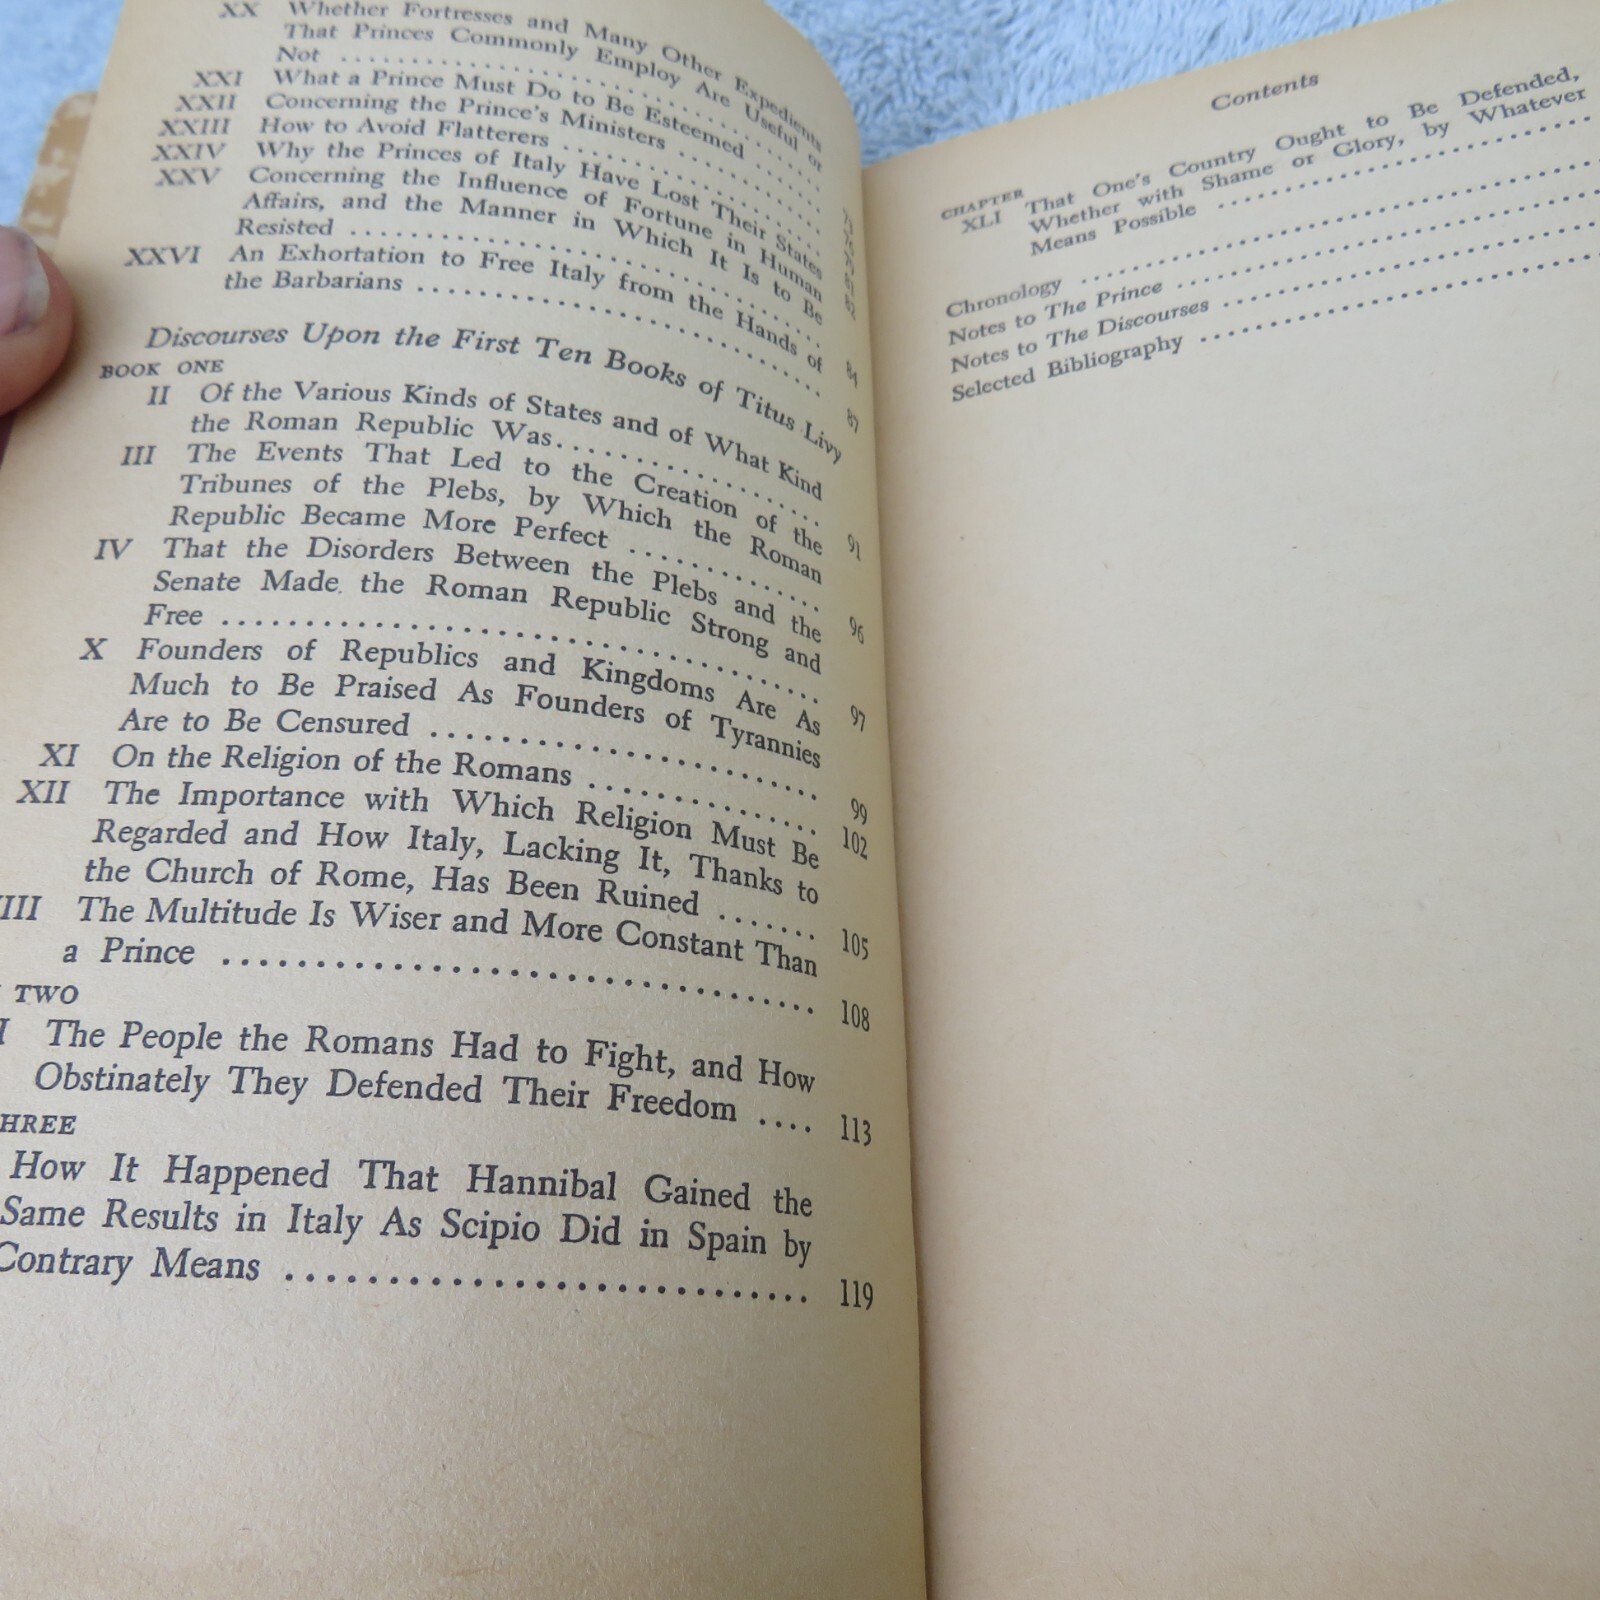 XX Whether Fortresses and Many Other Expedients
That Princes Commonly Employ Are Useful or
Not
XXI What a Prince Must Do to Be Esteemed
XXII Concerning the Prince's Ministers
XXIII How to Avoid Flatterers
XXIV Why the Princes of Italy Have Lost Their States
XXV Concerning the Influence of Fortune in Human
Affairs, and the Manner in Which It Is to Be
Resisted 84
XXVI An Exhortation to Free Italy from the Hands of
the Barbarians 87
Discourses Upon the First Ten Books of Titus Livy
BOOK ONE
II Of the Various Kinds of States and of What Kind
the Roman Republic Was 91
III The Events That Led to the Creation of the
Tribunes of the Plebs, by Which the Roman
Republic Became More Perfect 96
IV That the Disorders Between the Plebs and the
Senate Made the Roman Republic Strong and
Free 97
X Founders of Republics and Kingdoms Are As
Much to Be Praised As Founders of Tyrannies
Are to Be Censured 99
XI On the Religion of the Romans 102
XII The Importance with Which Religion Must Be
Regarded and How Italy, Lacking It, Thanks to
the Church of Rome, Has Been Ruined 105
III The Multitude Is Wiser and More Constant Than
a Prince 108
TWO
I The People the Romans Had to Fight, and How
Obstinately They Defended Their Freedom 113
HREE
How It Happened That Hannibal Gained the
Same Results in Italy As Scipio Did in Spain by
Contrary Means 119
Contents
CHAPTER
XLI That One's Country Ought to Be Defended,
Whether with Shame or Glory, by Whatever
Means Possible
Chronology
Notes to The Prince
Notes to The Discourses
Selected Bibliography